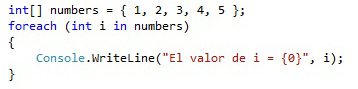 int[] numbers = { 1, 2, 3, 4, 5 };
foreach (int i in numbers)
{
    Console.WriteLine("El valor de i = {0}", i);
}